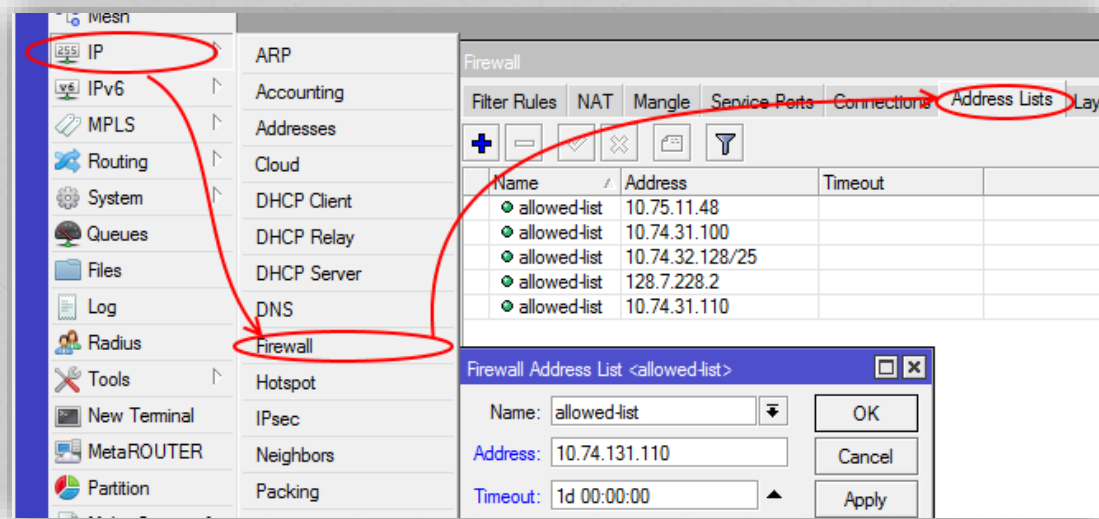 Mesh
255 IP
v6 IPv6
MPLS
Routing
System
Queues
Files
Log
Radius
Tools
New Terminal
MetaROUTER
Partition
ARP
Accounting
Addresses
Cloud
DHCP Client
DHCP Relay
DHCP Server
DNS
Firewall
Hotspot
IPsec
Neighbors
Packing
Firewall
Filter Rules NAT Mangle Service Ports Connections Address Lists Lay
Name Address Timeout
allowed-list 10.75.11.48
allowed-list 10.74.31.100
allowed-list 10.74.32.128/25
allowed-list 128.7.228.2
allowed-list 10.74.31.110
Firewall Address List <allowed-list>
Name: allowed-list OK
Address: 10.74.131.110 Cancel
Timeout: 1d 00:00:00 Apply